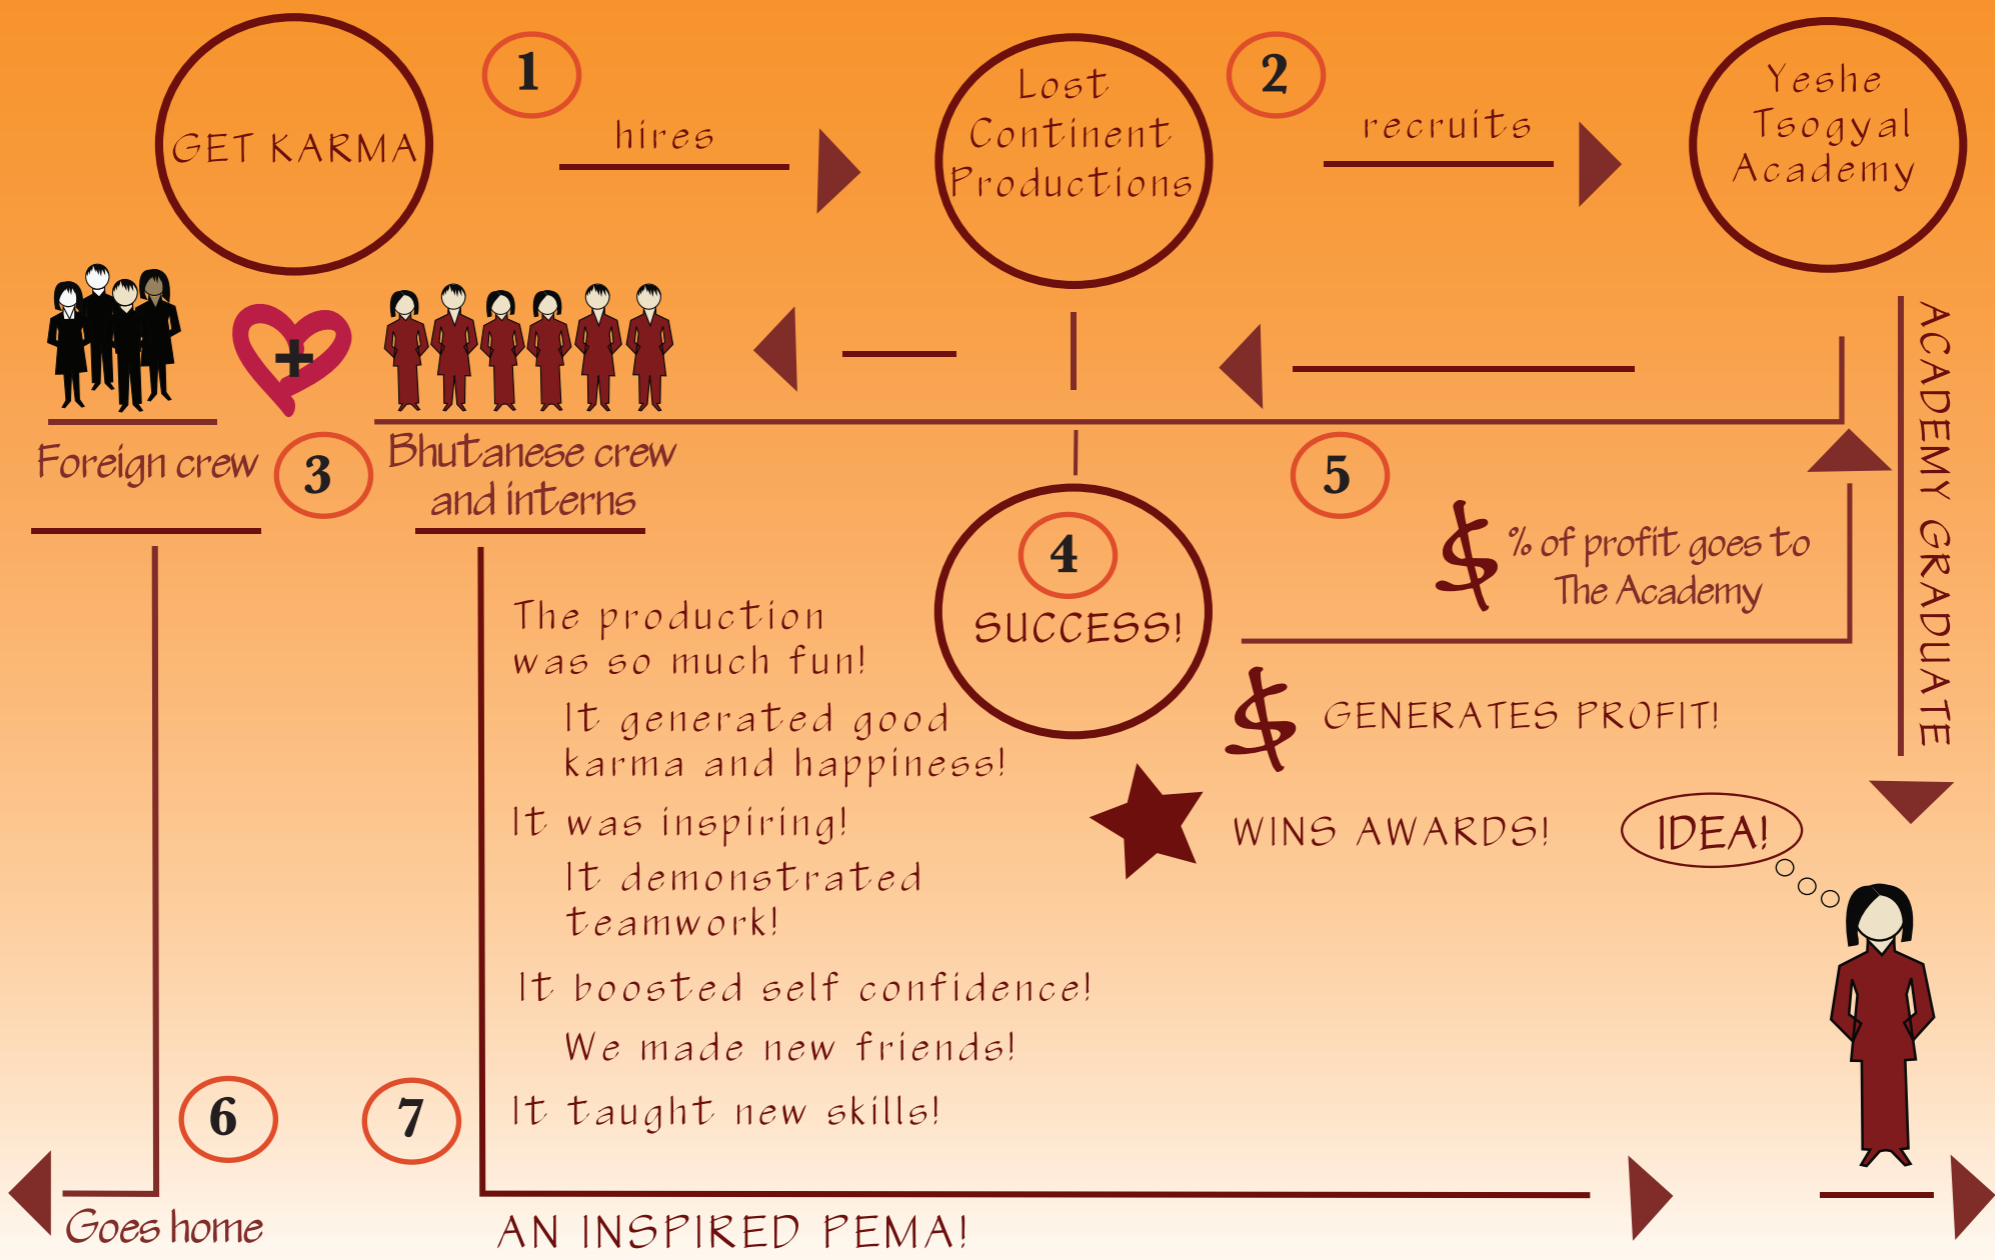 GET KARMA
1
hires
Lost
Continent
Productions
2
recruits
Yeshe
Tsogyal
Academy
+
Foreign crew
3
Bhutanese crew
and interns
ACADEMY GRADUATE
4
SUCCESS!
5
$
% of profit goes to
The Academy
$
GENERATES PROFIT!
WINS AWARDS!
IDEA!
The production
was so much fun!
It generated good
karma and happiness!
It was inspiring!
It demonstrated
teamwork!
It boosted self confidence!
We made new friends!
It taught new skills!
6
Goes home
7
AN INSPIRED PEMA!